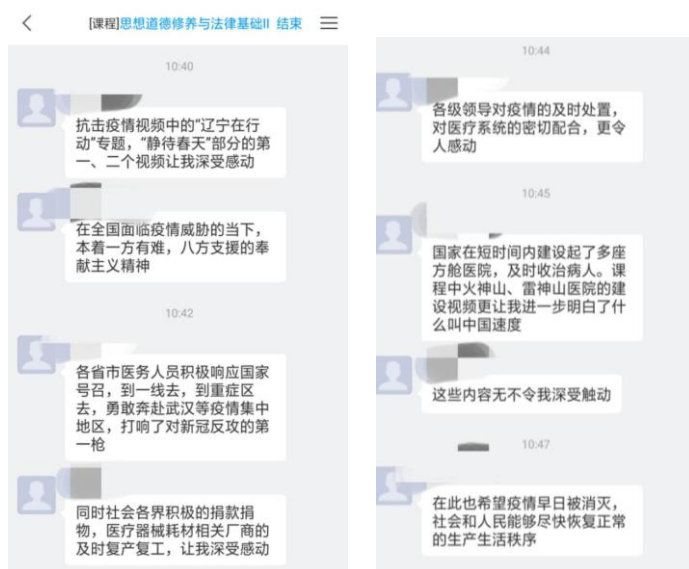 [课程]思想道德修养与法律基础II 结束
10:40
抗击疫情视频中的“辽宁在行
动”专题，“静待春天”部分的第
一、二个视频让我深受感动
在全国面临疫情威胁的当下，
本着一方有难，八方支援的奉
献主义精神
10:42
各省市医务人员积极响应国家
号召，到一线去，到重症区
去，勇敢奔赴武汉等疫情集中
地区，打响了对新冠反攻的第
一枪
同时社会各界积极的捐款捐
物，医疗器械耗材相关厂商的
及时复产复工，让我深受感动
10:44
各级领导对疫情的及时处置，
对医疗系统的密切配合，更令
人感动
10:45
国家在短时间内建设起了多座
方舱医院，及时收治病人。课
程中火神山、雷神山医院的建
设视频更让我进一步明白了什
么叫中国速度
这些内容无不令我深受触动
10:47
在此也希望疫情早日被消灭，
社会和人民能够尽快恢复正常
的生产生活秩序